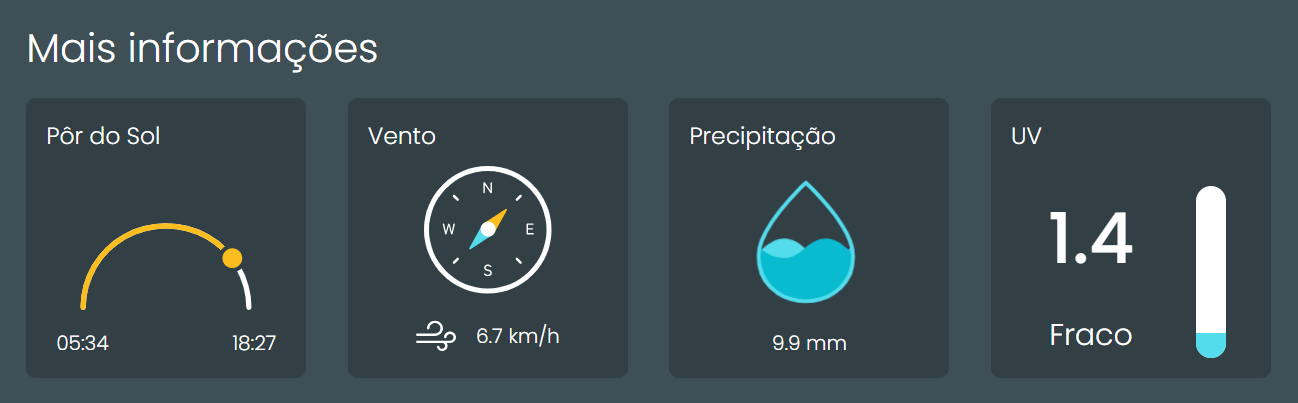 Mais informações
Pôr do Sol
05:34
18:27
Vento
N
W
E
S
6.7 km/h
Precipitação
9.9 mm
UV
1.4
Fraco